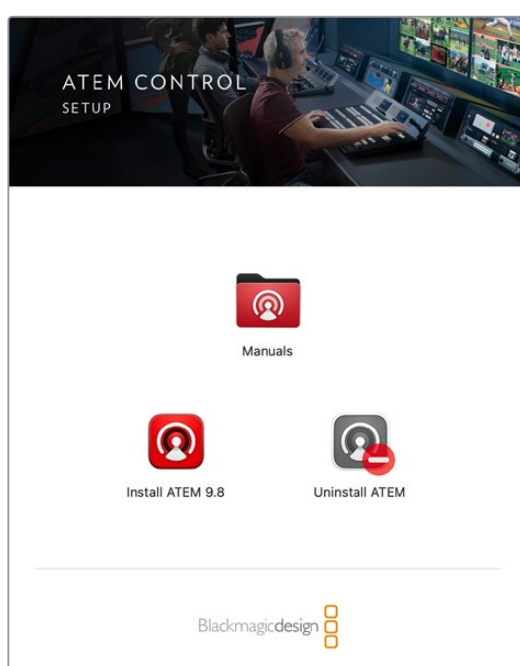 ATEM CONTROL
SETUP
Manuals
Install ATEM 9.8
Uninstall ATEM
Blackmagicdesign